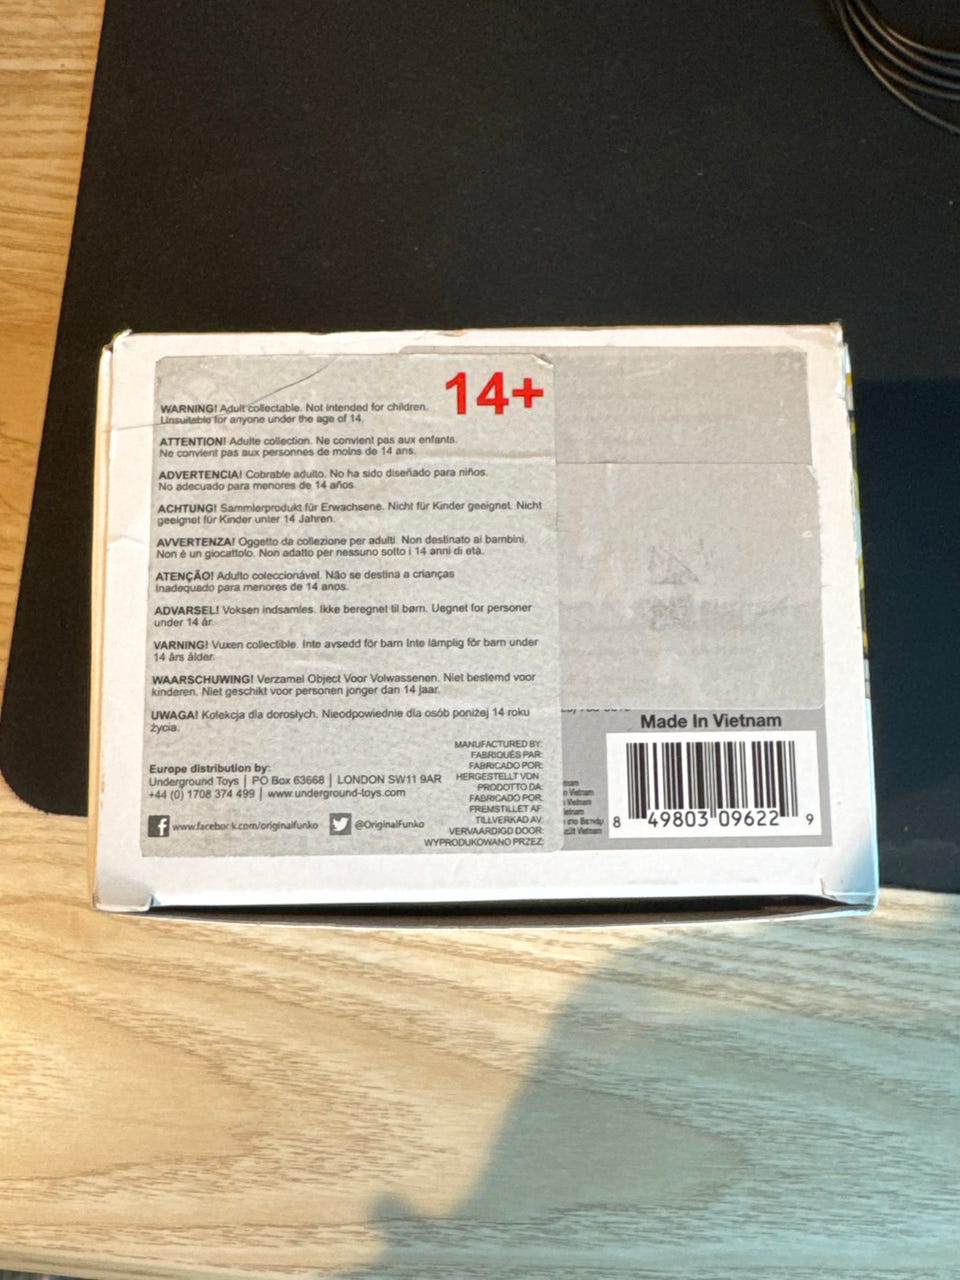 14+
WARNING! Adult collectable. Not intended for children.
Unsuitable for anyone under the age of 14.
ATTENTION! Adulte collection. Ne convient pas aux enfants.
Ne convient pas aux personnes de moins de 14 ans.
ADVERTENCIA! Cobrable adulto. No ha sido diseñado para niños.
No adecuado para menores de 14 años
ACHTUNG! Sammlerprodukt für Erwachsene. Nicht für Kinder geeignet. Nicht
geeignet für Kinder unter 14 Jahren.
AVVERTENZA! Oggetto da collezione per adulti. Non destinato ai bambini.
Non è un giocattolo. Non adatto per nessuno sotto i 14 anni di età.
ATENÇÃO! Adulto coleccionável. Não se destina a crianças
Inadequado para menores de 14 anos.
ADVARSEL! Voksen indsamles. Ikke beregnet til børn. Uegnet for personer
under 14 år.
VARNING! Vuxen collectible. Inte avsedd för barn Inte lämplig för barn under
14 års ålder.
WAARSCHUWING! Verzamel Object Voor Volwassenen. Niet bestemd voor
kinderen. Niet geschikt voor personen jonger dan 14 jaar.
UWAGA! Kolekcja dla dorosłych. Nieodpowiednie dla osób poniżej 14 roku
życia.
Europe distribution by:
Underground Toys | PO Box 63668 | LONDON SW11 9AR
+44 (0) 1708 374 499 | www.underground-toys.com
www.facebook.com/originalFunko @OriginalFunko
MANUFACTURED BY:
FABRIQUÉS PAR:
FABRICADO POR:
HERGESTELLT VON :
PRODOTTO DA:
FABRICADO POR:
FREMSTILLET AF:
TILLVERKAD AV:
VERVAARDIGD DOOR:
WYPRODUKOWANO PRZEZ:
Made In Vietnam
Vietnam
Vietnam
8 49803 09622 9